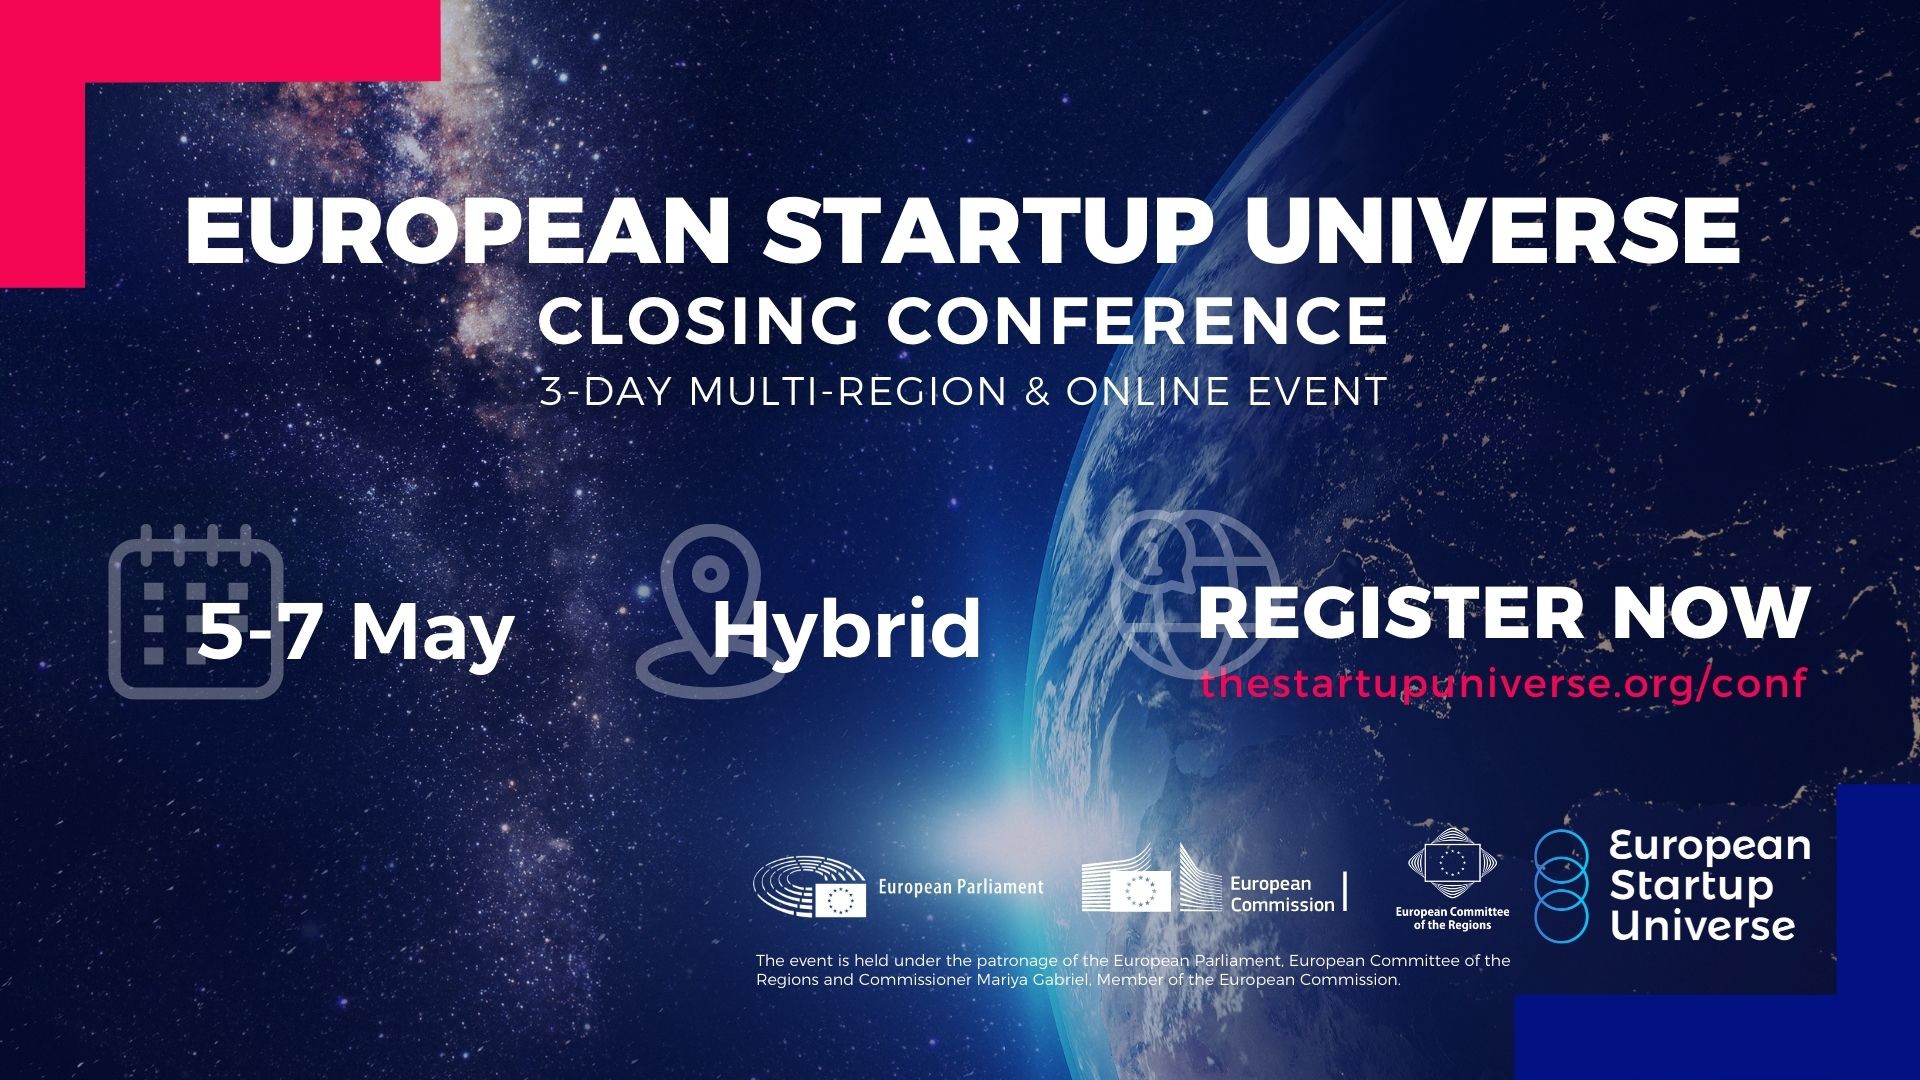 EUROPEAN STARTUP UNIVERSE
CLOSING CONFERENCE
3-DAY MULTI-REGION & ONLINE EVENT
5-7 May
Hybrid
i
REGISTER NOW
thestartupuniverse.org/conf
European Parliament
European
Commission
European Committee
of the Regions
European
Startup
Universe
The event is held under the patronage of the European Parliament, European Committee of the
Regions and Commissioner Mariya Gabriel, Member of the European Commission.